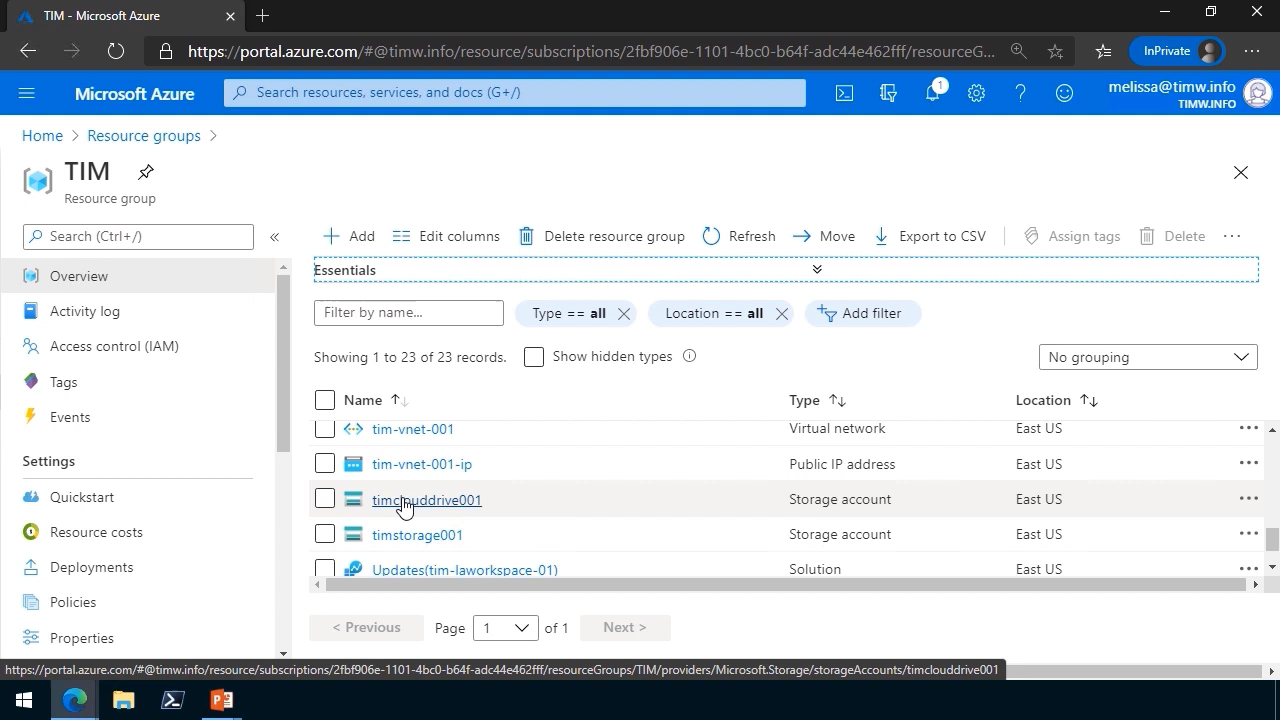 TIM - Microsoft Azure
https://portal.azure.com/#@timw.info/resource/subscriptions/2fbf906e-1101-4bc0-b64f-adc44e462fff/resourceG...
InPrivate
Microsoft Azure
Search resources, services, and docs (G+/)
1
melissa@timw.info
TIMW.INFO
Home > Resource groups >
TIM
Resource group
Search (Ctrl+/)
«
Add
Edit columns
Delete resource group
Refresh
Move
Export to CSV
Assign tags
Delete
...
Overview
Activity log
Access control (IAM)
Tags
Events
Settings
Quickstart
Resource costs
Deployments
Policies
Properties
Essentials
Filter by name...
Type == all
Location == all
Add filter
Showing 1 to 23 of 23 records.
Show hidden types
No grouping
Name
Type
Location
tim-vnet-001
Virtual network
East US
tim-vnet-001-ip
Public IP address
East US
timclouddrive001
Storage account
East US
timstorage001
Storage account
East US
Updates(tim-laworkspace-01)
Solution
East US
< Previous
Page
1
of 1
Next >
https://portal.azure.com/#@timw.info/resource/subscriptions/2fbf906e-1101-4bc0-b64f-adc44e462fff/resourceGroups/TIM/providers/Microsoft.Storage/storageAccounts/timclouddrive001